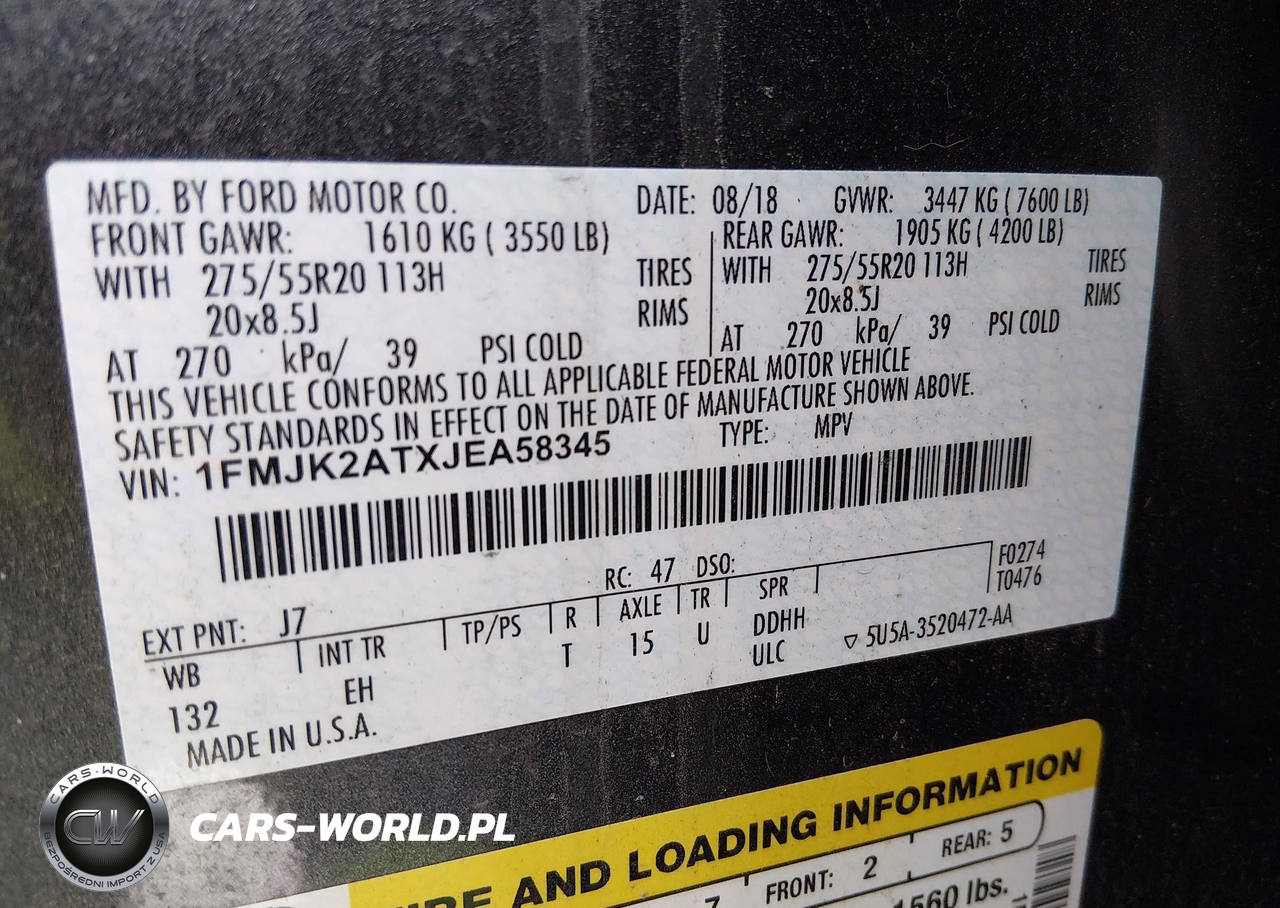 MFD. BY FORD MOTOR CO. DATE: 08/18 GVWR: 3447 KG ( 7600 LB)
FRONT GAWR: 1610 KG ( 3550 LB) REAR GAWR: 1905 KG ( 4200 LB)
WITH 275/55R20 113H TIRES WITH 275/55R20 113H TIRES
20x8.5J RIMS 20x8.5J RIMS
AT 270 kPa/ 39 PSI COLD AT 270 kPa/ 39 PSI COLD
THIS VEHICLE CONFORMS TO ALL APPLICABLE FEDERAL MOTOR VEHICLE
SAFETY STANDARDS IN EFFECT ON THE DATE OF MANUFACTURE SHOWN ABOVE.
VIN: 1FMJK2ATXJEA58345 TYPE: MPV
EXT PNT: J7 RC: 47 DSO: F0274
T0476
WB INT TR TP/PS R AXLE TR SPR
132 EH T 15 U DDHH
ULC 5U5A-3520472-AA
MADE IN U.S.A.
AND LOADING INFORMATION
FRONT: 2 REAR: 5
1560 lbs.
CARS-WORLD
CW
BEZPOŚREDNI IMPORT Z USA
CARS-WORLD.PL